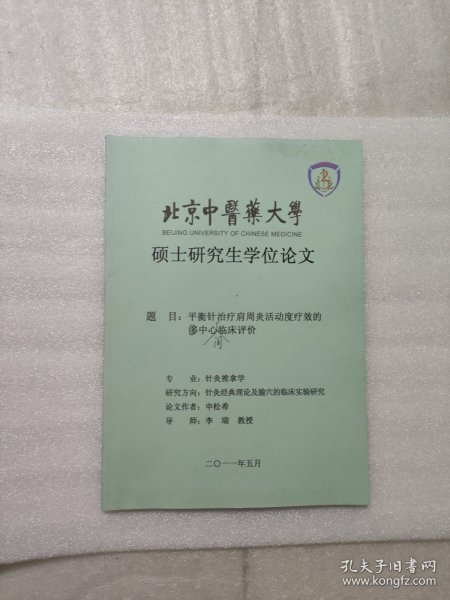 北京中醫藥大學
BEIJING UNIVERSITY OF CHINESE MEDICINE
硕士研究生学位论文
题 目：平衡针治疗肩周炎活动度疗效的
多中心临床评价
专 业：针灸推拿学
研究方向：针灸经典理论及腧穴的临床实验研究
论文作者：申松希
导 师：李 瑞 教授
二〇一一年五月
孔夫子旧书网
www.kongfz.com